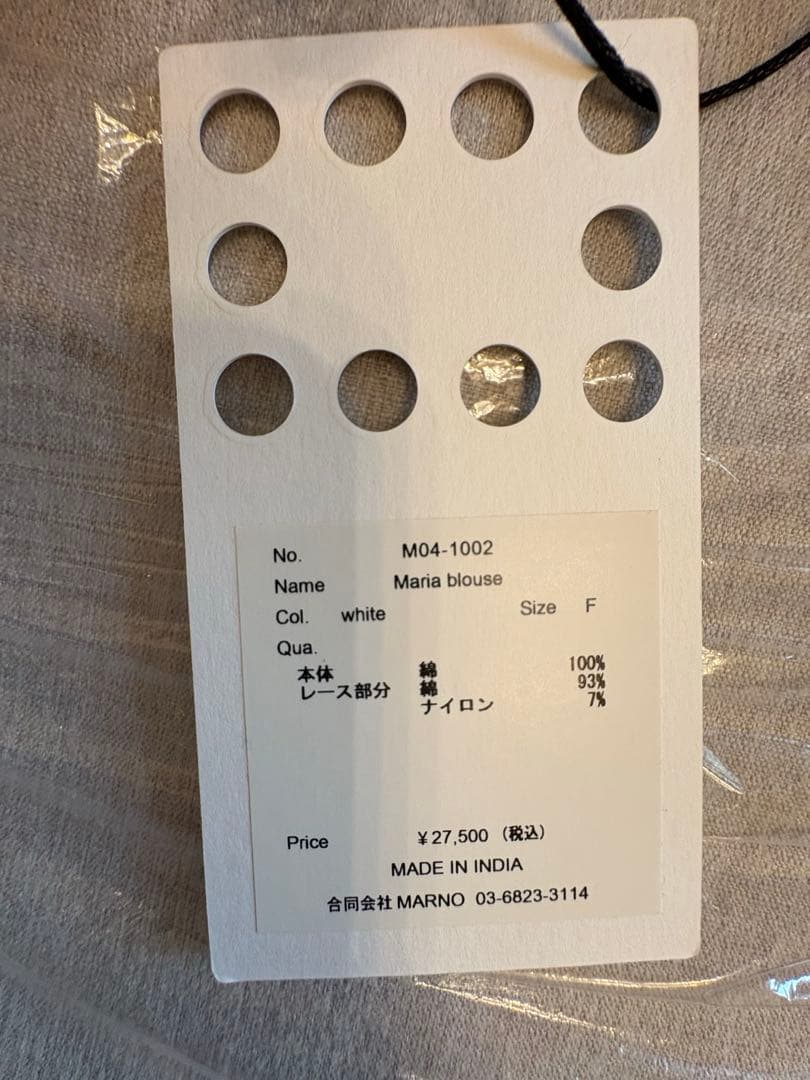 No. M04-1002
Name Maria blouse
Col. white Size F
Qua.
本体 綿 100%
レース部分 綿 93%
ナイロン 7%
Price ¥27,500 (税込)
MADE IN INDIA
合同会社 MARNO 03-6823-3114